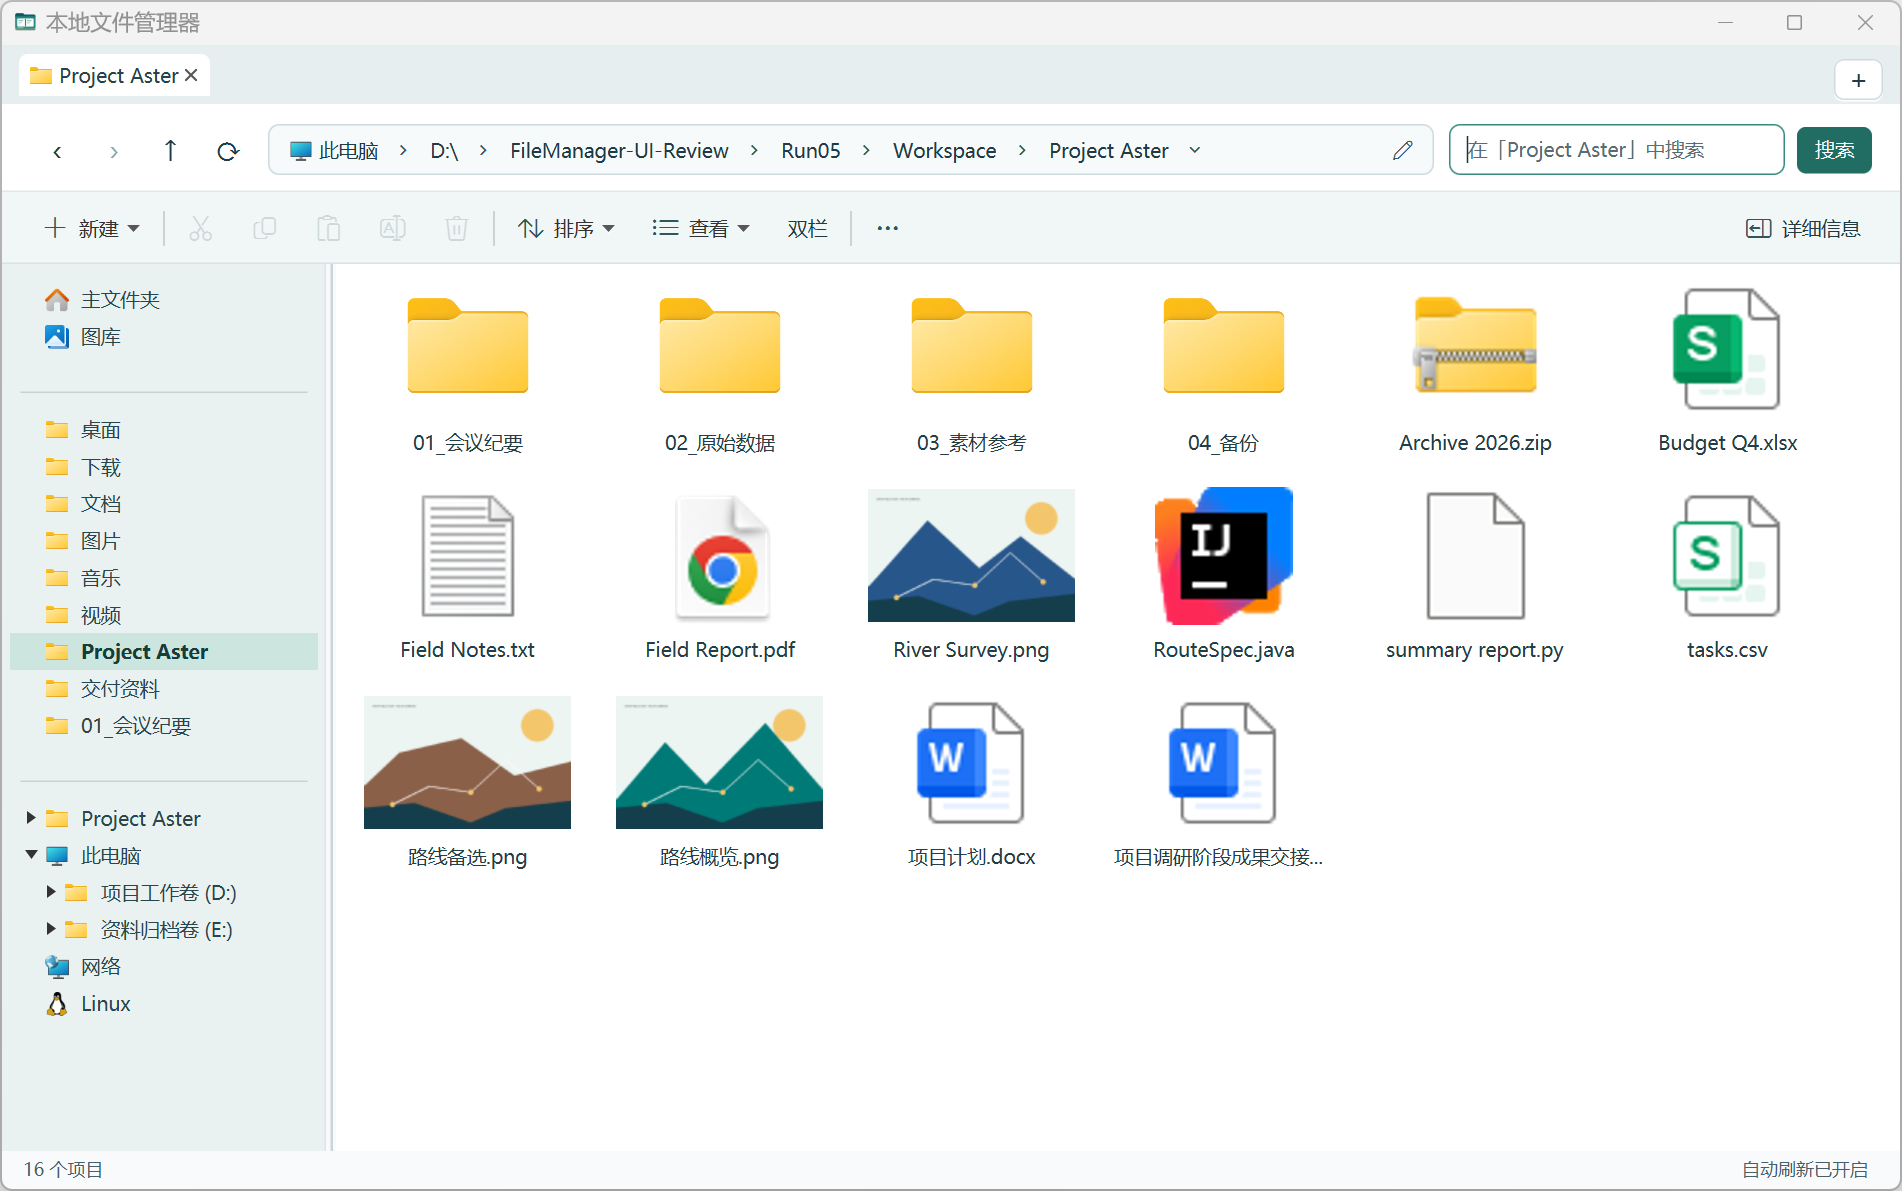 本地文件管理器
Project Aster
此电脑 › D:\ › FileManager-UI-Review › Run05 › Workspace › Project Aster
在「Project Aster」中搜索
搜索
新建
排序
查看
双栏
详细信息
主文件夹
图库
桌面
下载
文档
图片
音乐
视频
Project Aster
交付资料
01_会议纪要
Project Aster
此电脑
项目工作卷 (D:)
资料归档卷 (E:)
网络
Linux
01_会议纪要
02_原始数据
03_素材参考
04_备份
Archive 2026.zip
S
Budget Q4.xlsx
Field Notes.txt
Field Report.pdf
River Survey.png
IJ
RouteSpec.java
summary report.py
S
tasks.csv
路线备选.png
路线概览.png
W
项目计划.docx
W
项目调研阶段成果交接...
16 个项目
自动刷新已开启